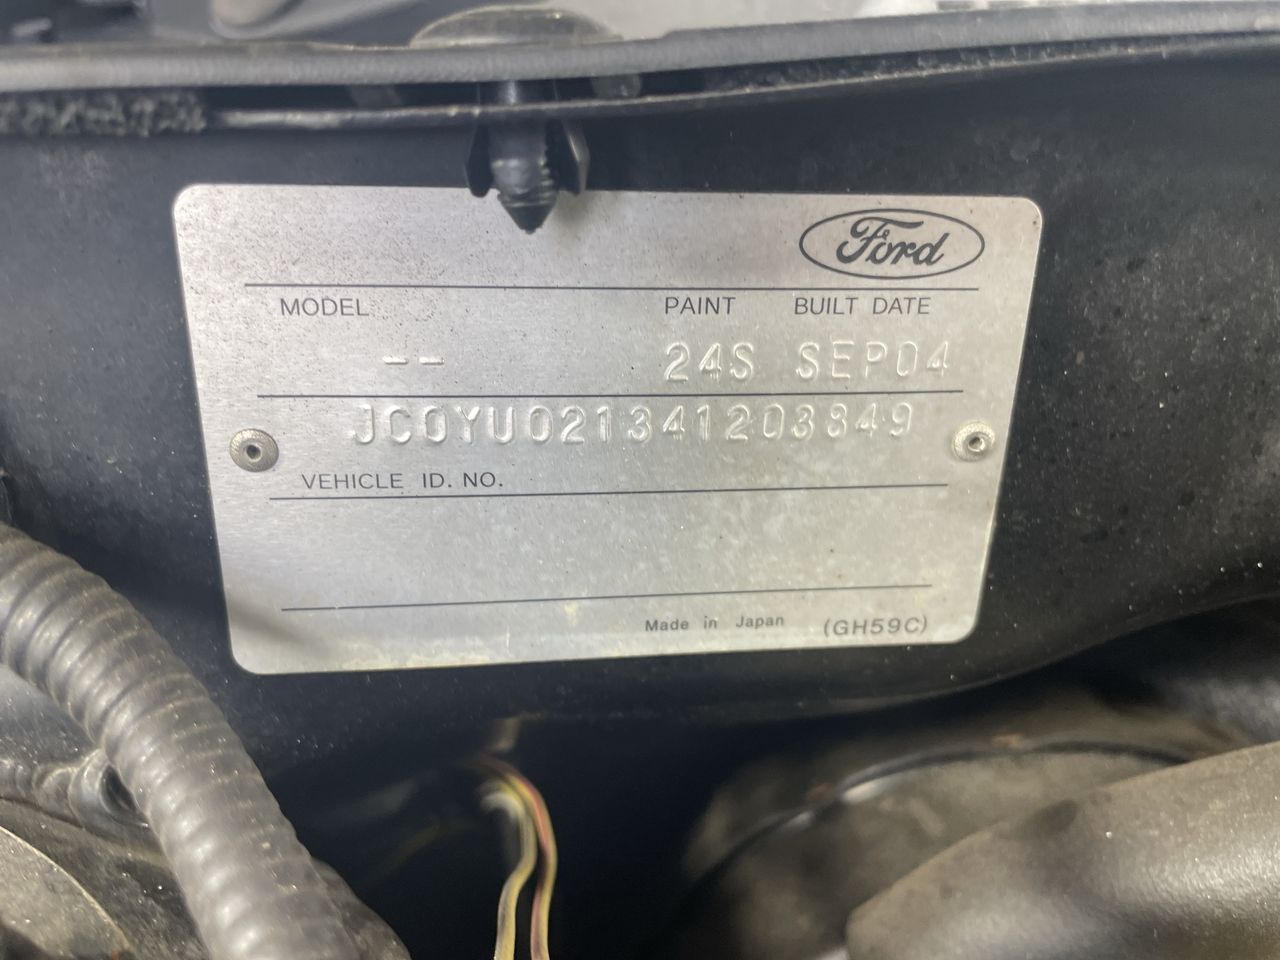 Ford
MODEL PAINT BUILT DATE
-- 24S SEP04
JC0YU021341203849
VEHICLE ID. NO.
Made in Japan (GH59C)